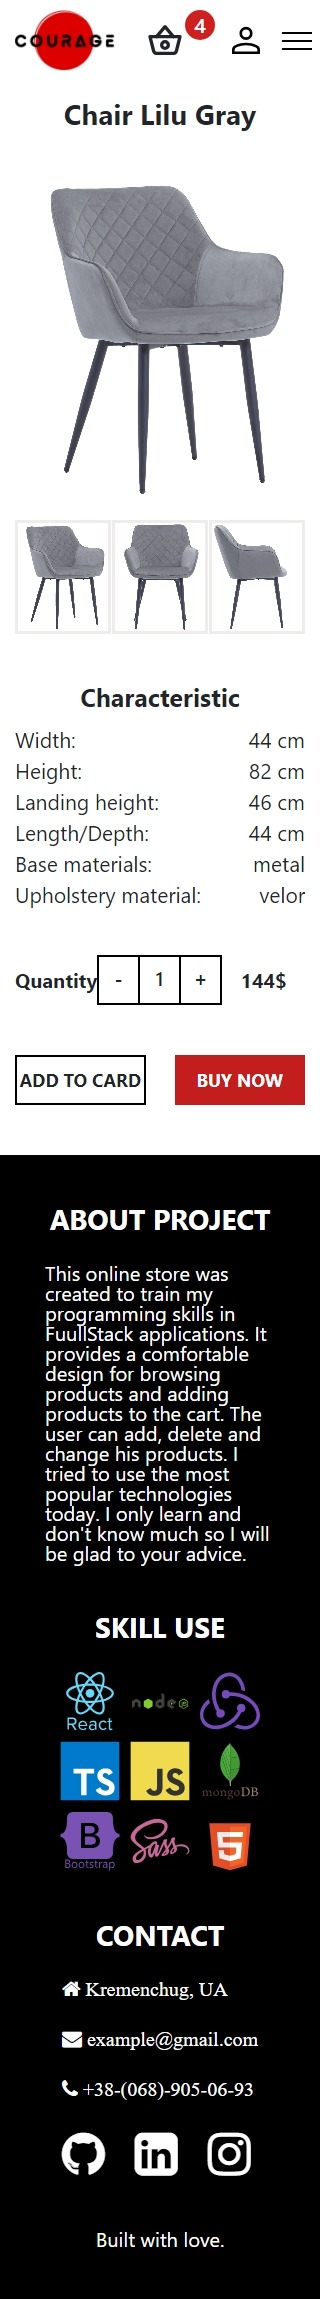 COURAGE
4
Chair Lilu Gray
Characteristic
Width: 44 cm
Height: 82 cm
Landing height: 46 cm
Length/Depth: 44 cm
Base materials: metal
Upholstery material: velor
Quantity - 1 + 144$
ADD TO CARD BUY NOW
ABOUT PROJECT
This online store was
created to train my
programming skills in
FuullStack applications. It
provides a comfortable
design for browsing
products and adding
products to the cart. The
user can add, delete and
change his products. I
tried to use the most
popular technologies
today. I only learn and
don't know much so I will
be glad to your advice.
SKILL USE
React node JS
TS JS mongoDB
B Bootstrap Sass 5
CONTACT
Kremenchug, UA
example@gmail.com
+38-(068)-905-06-93
in
Built with love.